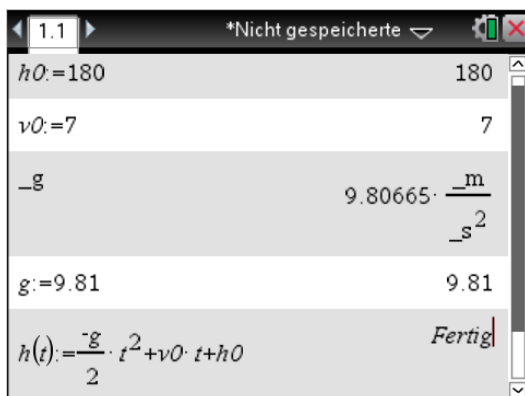 1.1 *Nicht gespeicherte
h0:=180 180
v0:=7 7
_g 9.80665· _m/_s²
g:=9.81 9.81
h(t):=-g/2· t²+v0· t+h0 Fertig